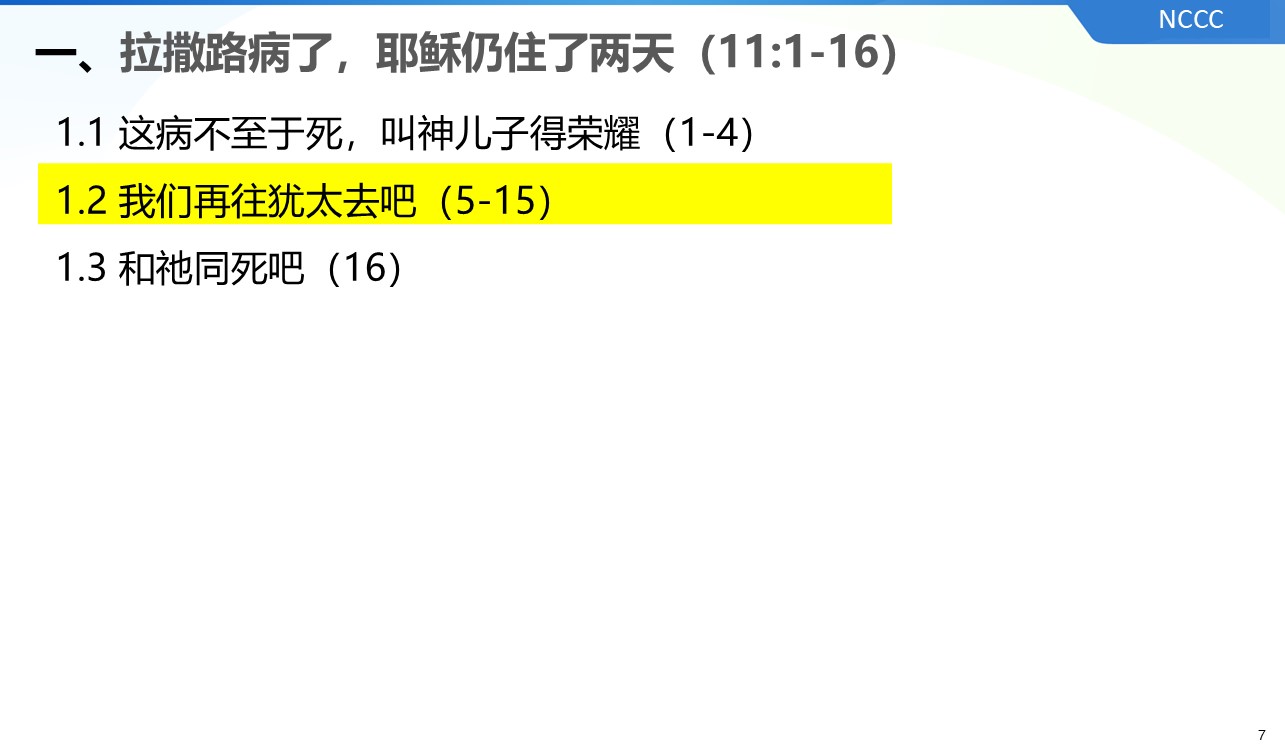 NCCC
一、拉撒路病了，耶稣仍住了两天（11:1-16）
1.1 这病不至于死，叫神儿子得荣耀（1-4）
1.2 我们再往犹太去吧（5-15）
1.3 和祂同死吧（16）
7